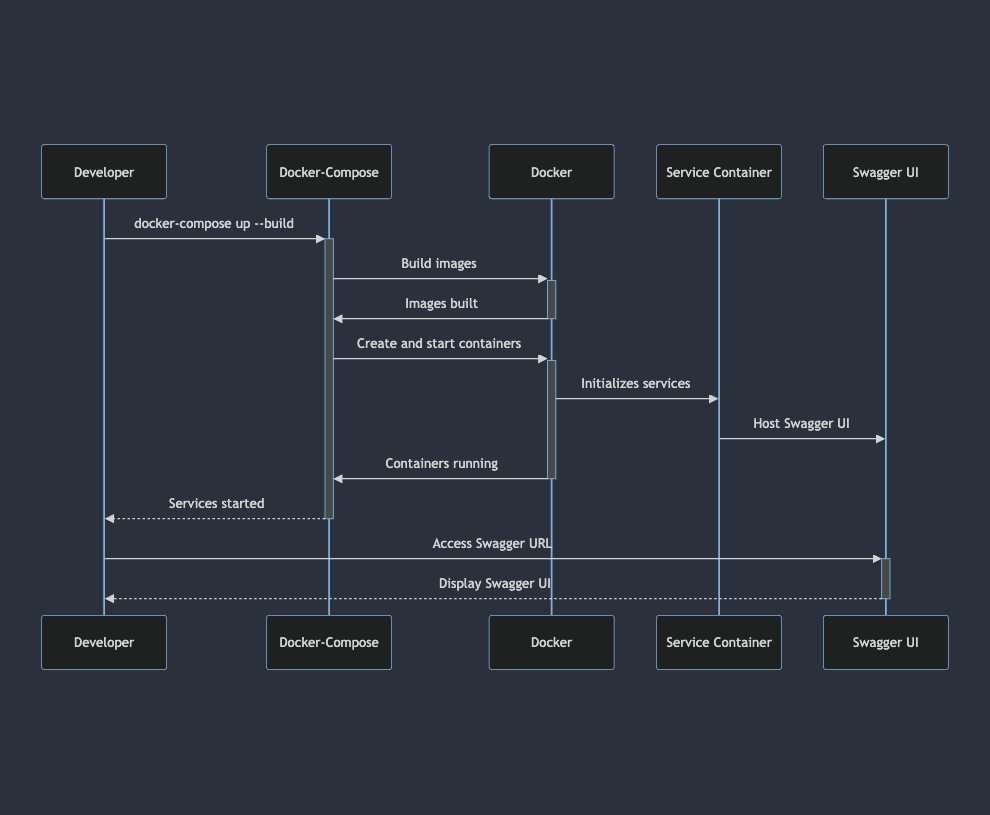 Developer
Docker-Compose
Docker
Service Container
Swagger UI
docker-compose up --build
Build images
Images built
Create and start containers
Initializes services
Host Swagger UI
Containers running
Services started
Access Swagger URL
Display Swagger UI
Developer
Docker-Compose
Docker
Service Container
Swagger UI